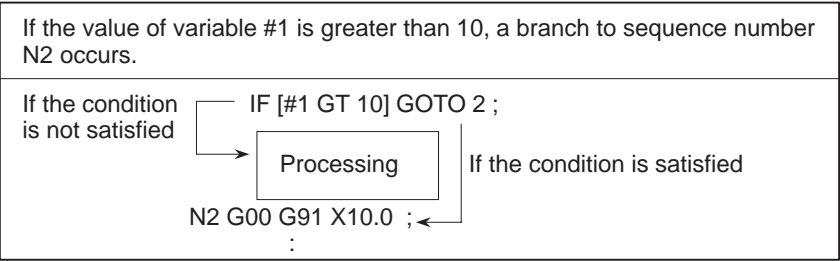 If the value of variable #1 is greater than 10, a branch to sequence number
N2 occurs.
If the condition
is not satisfied
IF [#1 GT 10] GOTO 2 ;
Processing
If the condition is satisfied
N2 G00 G91 X10.0 ;
: